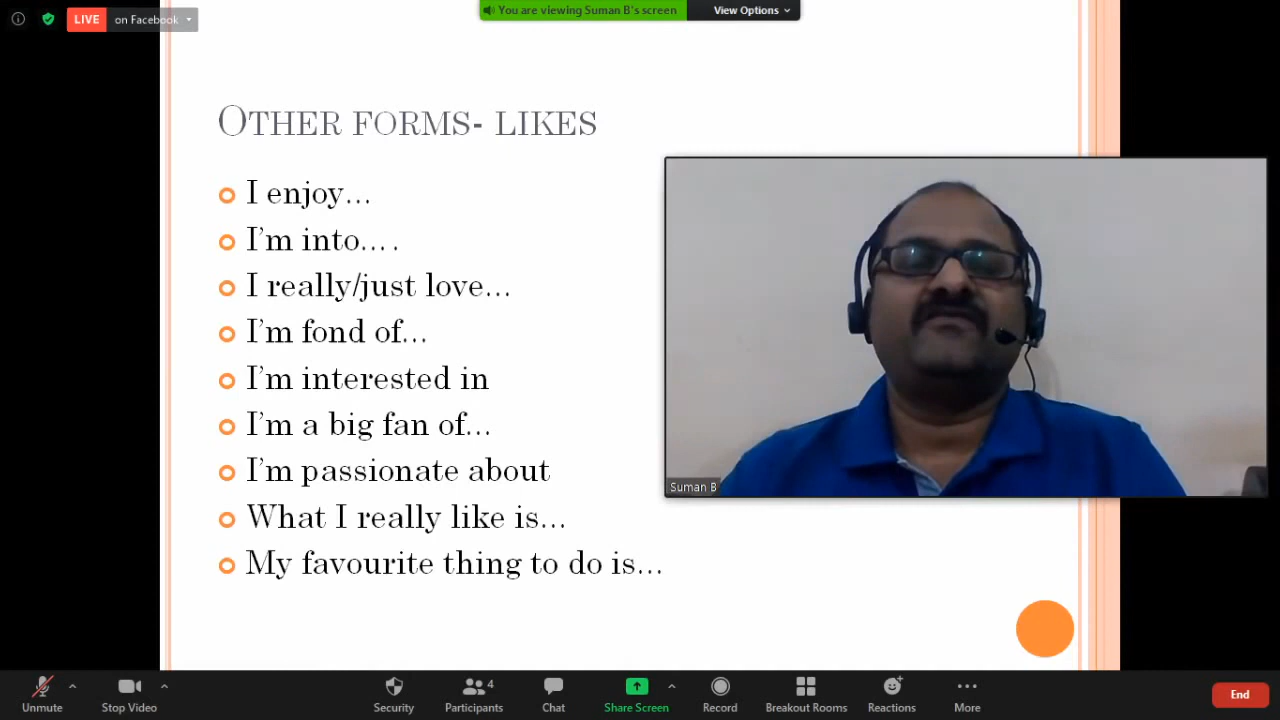 LIVE on Facebook
You are viewing Suman B's screen View Options
OTHER FORMS- LIKES
I enjoy...
I'm into....
I really/just love...
I'm fond of...
I'm interested in
I'm a big fan of...
I'm passionate about
What I really like is...
My favourite thing to do is...
Suman B
Unmute Stop Video Security Participants 4 Chat Share Screen Record Breakout Rooms Reactions More End